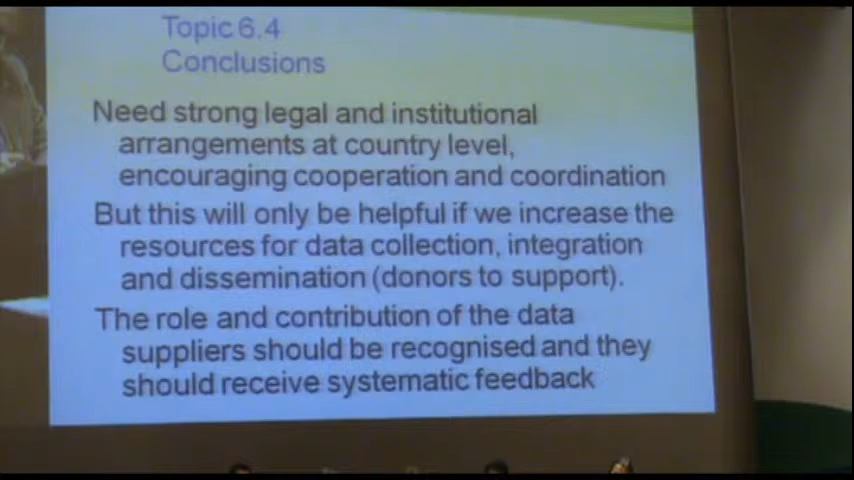 Topic 6.4
Conclusions
Need strong legal and institutional
arrangements at country level,
encouraging cooperation and coordination
But this will only be helpful if we increase the
resources for data collection, integration
and dissemination (donors to support).
The role and contribution of the data
suppliers should be recognised and they
should receive systematic feedback